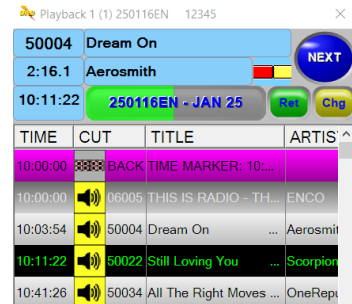 Playback 1 (1) 250116EN 12345
50004 Dream On
NEXT
2:16.1 Aerosmith
10:11:22 250116EN - JAN 25 Ret Chg
TIME CUT TITLE ARTIS
10:00:00 BACK TIME MARKER: 10:...
10:00:00 06005 THIS IS RADIO - TH... ENCO
10:03:54 50004 Dream On ... Aerosmit
10:11:22 50022 Still Loving You ... Scorpion
10:41:26 50034 All The Right Moves ... OneRepu